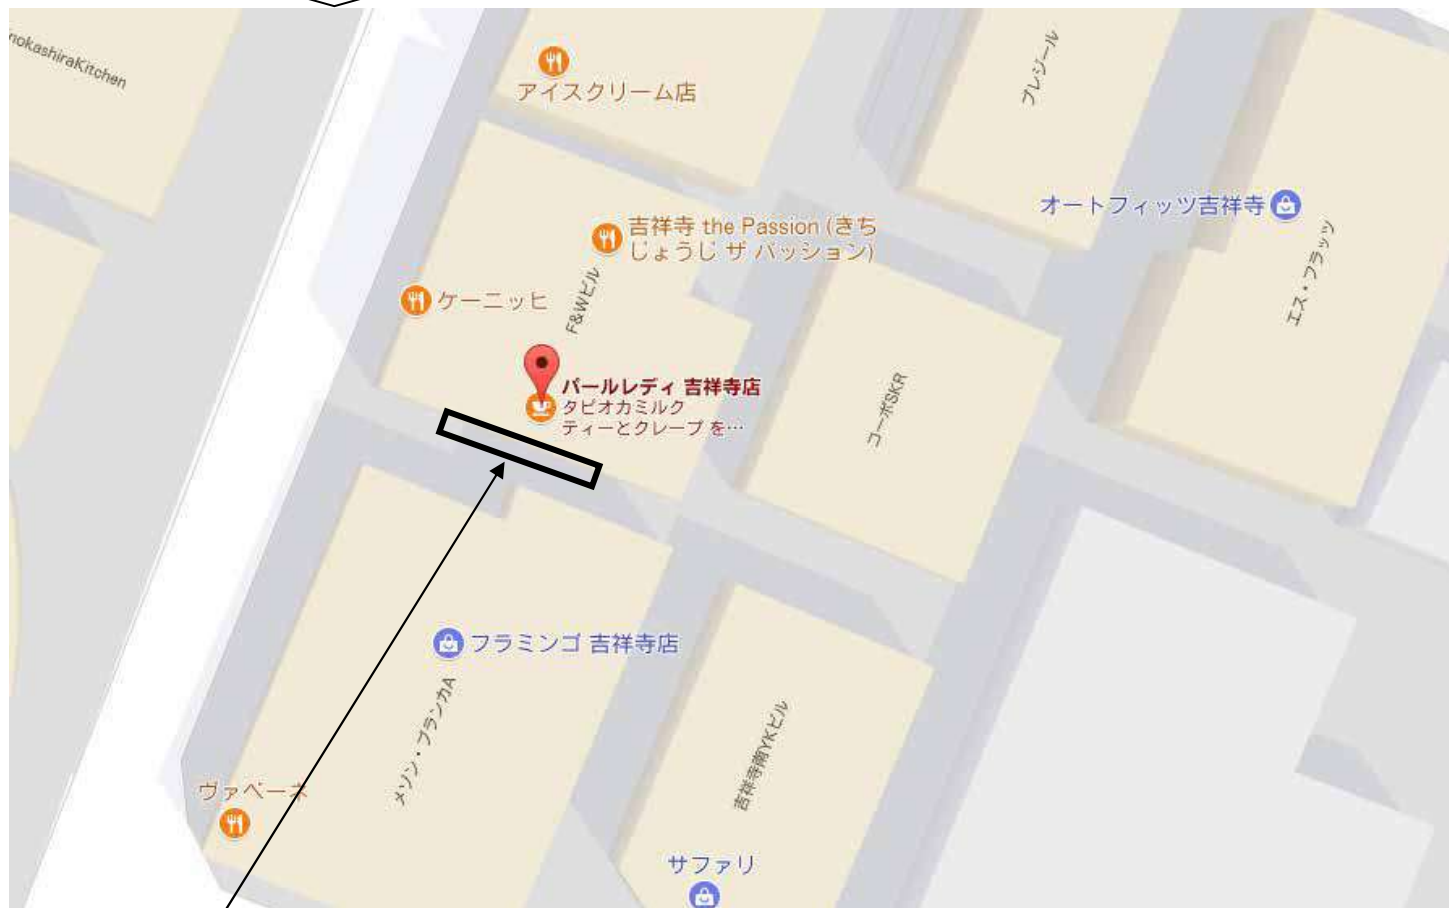 nokashiraKitchen
アイスクリーム店
プレジール
オートフィッツ吉祥寺
吉祥寺 the Passion (きち
じょうじ ザ パッション)
エス・フラッツ
F&Wビル
ケーニッヒ
パールレディ 吉祥寺店
タピオカミルク
ティーとクレープ を…
コーポSKR
フラミンゴ 吉祥寺店
メゾン・ブランカA
吉祥寺南YKビル
ヴァベーネ
サファリ